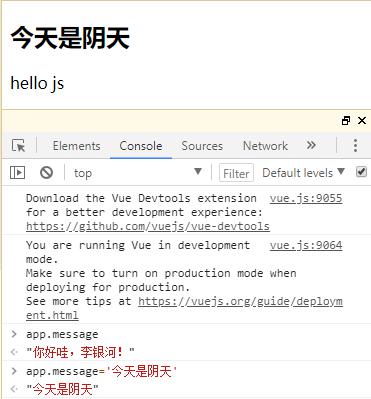 今天是阴天
hello js
Elements Console Sources Network »
top Filter Default levels ▼
Download the Vue Devtools extension vue.js:9055
for a better development experience:
https://github.com/vuejs/vue-devtools
You are running Vue in development vue.js:9064
mode.
Make sure to turn on production mode when
deploying for production.
See more tips at https://vuejs.org/guide/deploym
ent.html
> app.message
"你好哇，李银河！"
> app.message='今天是阴天'
"今天是阴天"